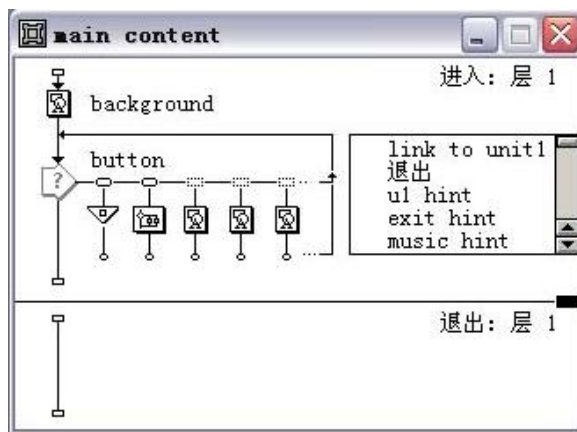 main content
进入: 层 1
background
button
?
link to unit1
退出
u1 hint
exit hint
music hint
退出: 层 1